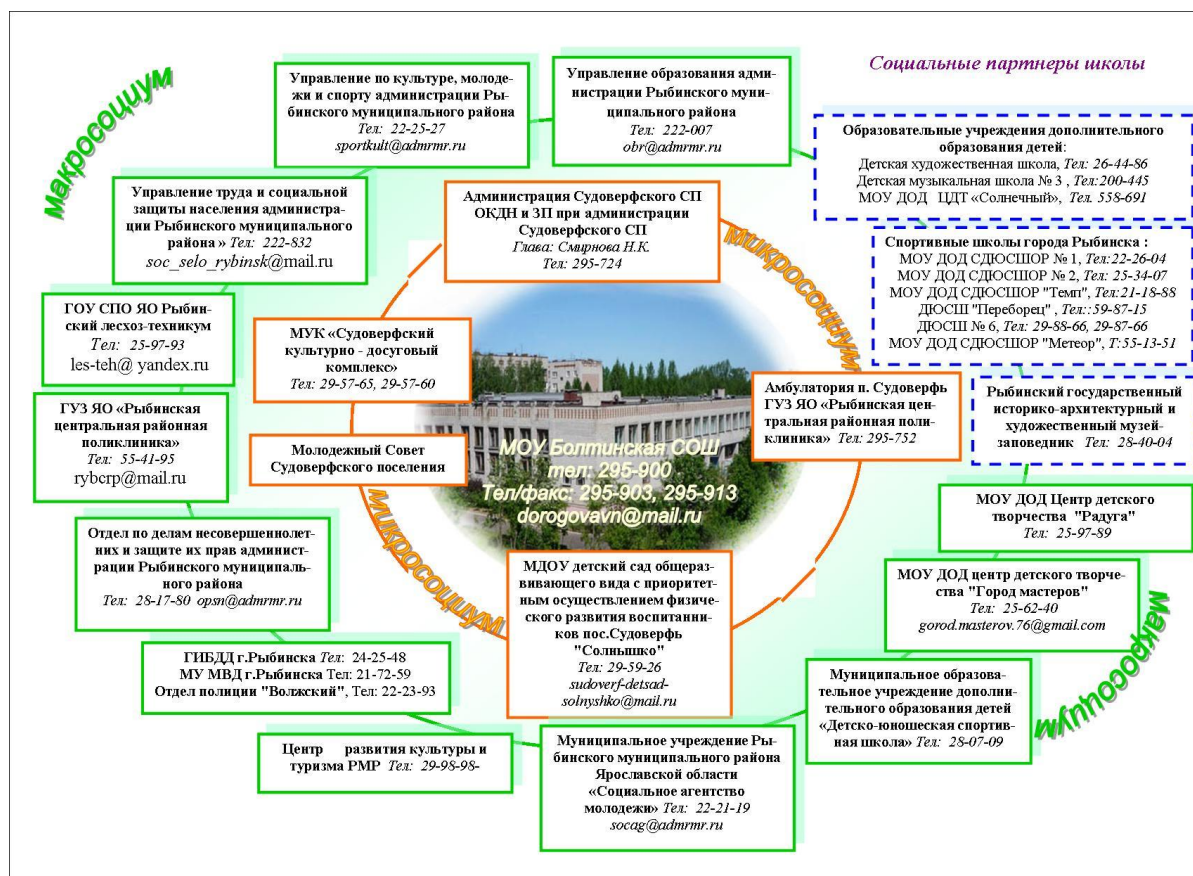 Социальные партнеры школы
макросоциум
Управление по культуре, молоде-
жи и спорту администрации Ры-
бинского муниципального района
Тел: 22-25-27
sportkult@admrmr.ru
Управление образования адми-
нистрации Рыбинского муни-
ципального района
Тел: 222-007
obr@admrmr.ru
Образовательные учреждения дополнительного
образования детей:
Детская художественная школа, Тел: 26-44-86
Детская музыкальная школа № 3 , Тел:200-445
МОУ ДОД ЦДТ «Солнечный», Тел. 558-691
Управление труда и социальной
защиты населения администра-
ции Рыбинского муниципального
района » Тел: 222-832
soc_selo_rybinsk@mail.ru
Администрация Судоверфского СП
ОКДН и ЗП при администрации
Судоверфского СП
Глава: Смирнова Н.К.
Тел: 295-724
микросоциум
Спортивные школы города Рыбинска :
МОУ ДОД СДЮСШОР № 1, Тел:22-26-04
МОУ ДОД СДЮСШОР № 2, Тел: 25-34-07
МОУ ДОД СДЮСШОР "Темп", Тел:21-18-88
ДЮСШ "Переборец" , Тел::59-87-15
ДЮСШ № 6, Тел: 29-88-66, 29-87-66
МОУ ДОД СДЮСШОР "Метеор", Т:55-13-51
ГОУ СПО ЯО Рыбин-
ский лесхоз-техникум
Тел: 25-97-93
les-teh@ yandex.ru
МУК «Судоверфский
культурно - досуговый
комплекс»
Тел: 29-57-65, 29-57-60
Амбулатория п. Судоверфь
ГУЗ ЯО «Рыбинская цен-
тральная районная поли-
клиника» Тел: 295-752
Рыбинский государственный
историко-архитектурный и
художественный музей-
заповедник Тел: 28-40-04
ГУЗ ЯО «Рыбинская
центральная районная
поликлиника»
Тел: 55-41-95
rybcrp@mail.ru
Молодежный Совет
Судоверфского поселения
МОУ Болтинская СОШ
тел: 295-900
Тел/факс: 295-903, 295-913
dorogovavn@mail.ru
микросоциум
МОУ ДОД Центр детского
творчества "Радуга"
Тел: 25-97-89
Отдел по делам несовершеннолет-
них и защите их прав админист-
рации Рыбинского муниципаль-
ного района
Тел: 28-17-80 opsn@admrmr.ru
МДОУ детский сад общераз-
вивающего вида с приоритет-
ным осуществлением физиче-
ского развития воспитанни-
ков пос.Судоверфь
"Солнышко"
Тел: 29-59-26
sudoverf-detsad-
solnyshko@mail.ru
МОУ ДОД центр детского творче-
ства "Город мастеров"
Тел: 25-62-40
gorod.masterov.76@gmail.com
макросоциум
ГИБДД г.Рыбинска Тел: 24-25-48
МУ МВД г.Рыбинска Тел: 21-72-59
Отдел полиции "Волжский", Тел: 22-23-93
Муниципальное образова-
тельное учреждение дополни-
тельного образования детей
«Детско-юношеская спортив-
ная школа» Тел: 28-07-09
Центр развития культуры и
туризма РМР Тел: 29-98-98-
Муниципальное учреждение Ры-
бинского муниципального района
Ярославской области
«Социальное агентство
молодежи» Тел: 22-21-19
socag@admrmr.ru